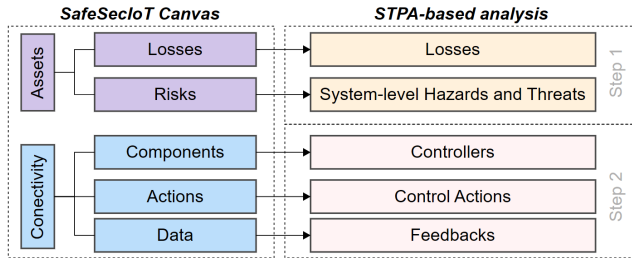 SafeSecIoT Canvas
STPA-based analysis
Assets
Losses
Losses
Step 1
Risks
System-level Hazards and Threats
Conectivity
Components
Controllers
Step 2
Actions
Control Actions
Data
Feedbacks